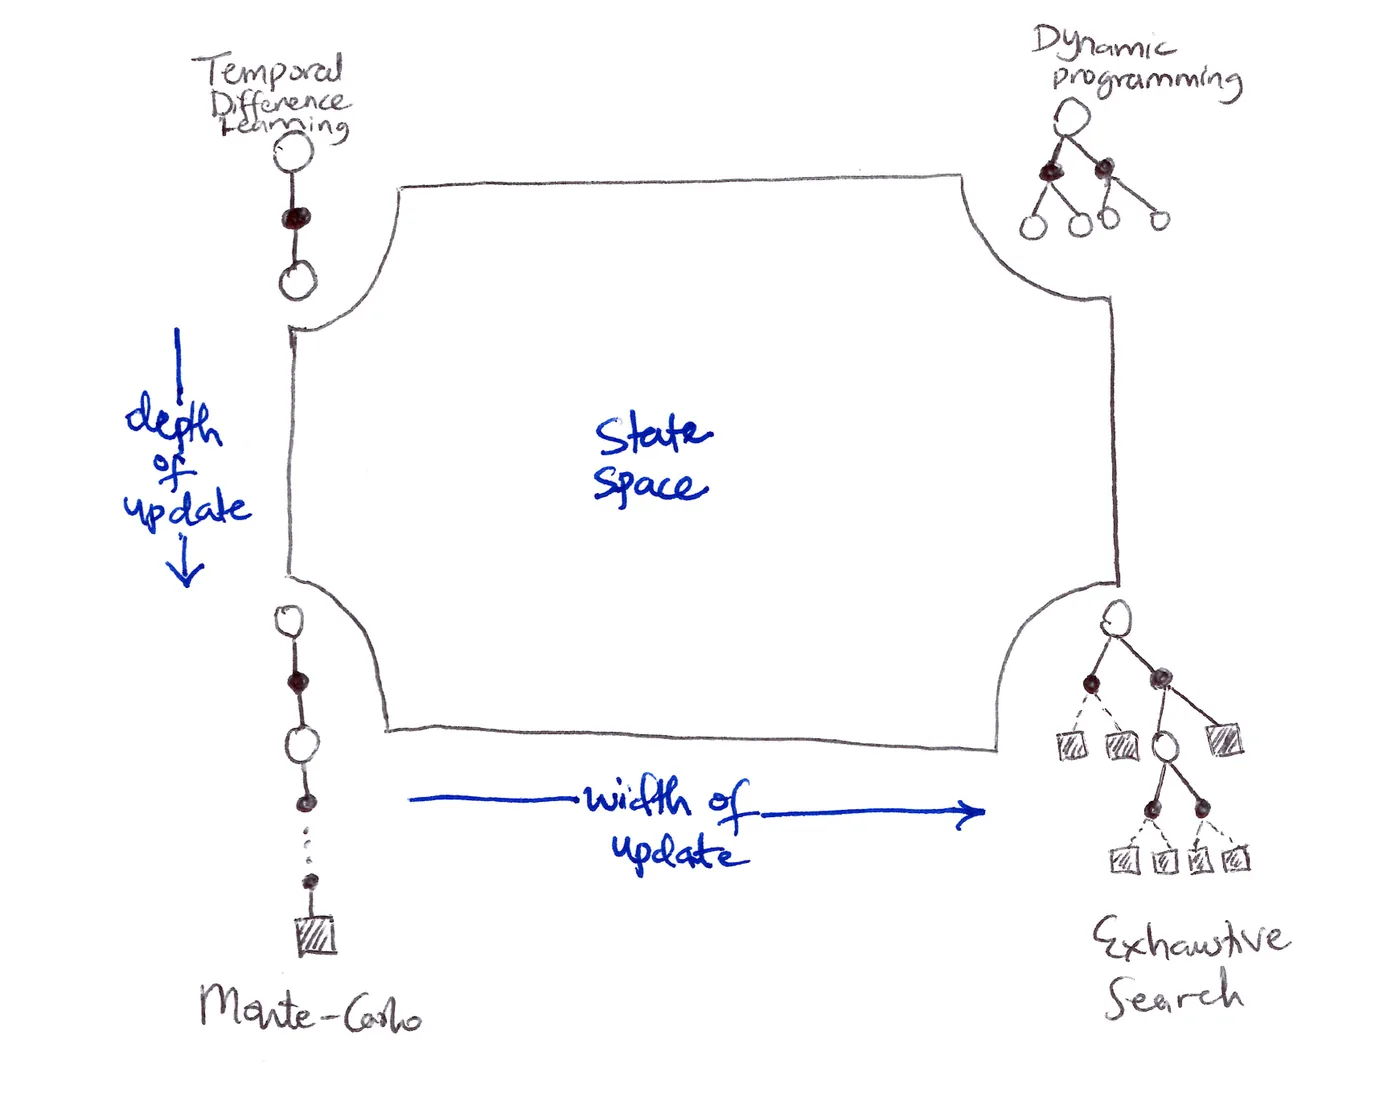 Temporal
Difference
Learning
Dynamic
programming
depth
of
update
State
Space
width of
update
Monte-Carlo
Exhaustive
Search